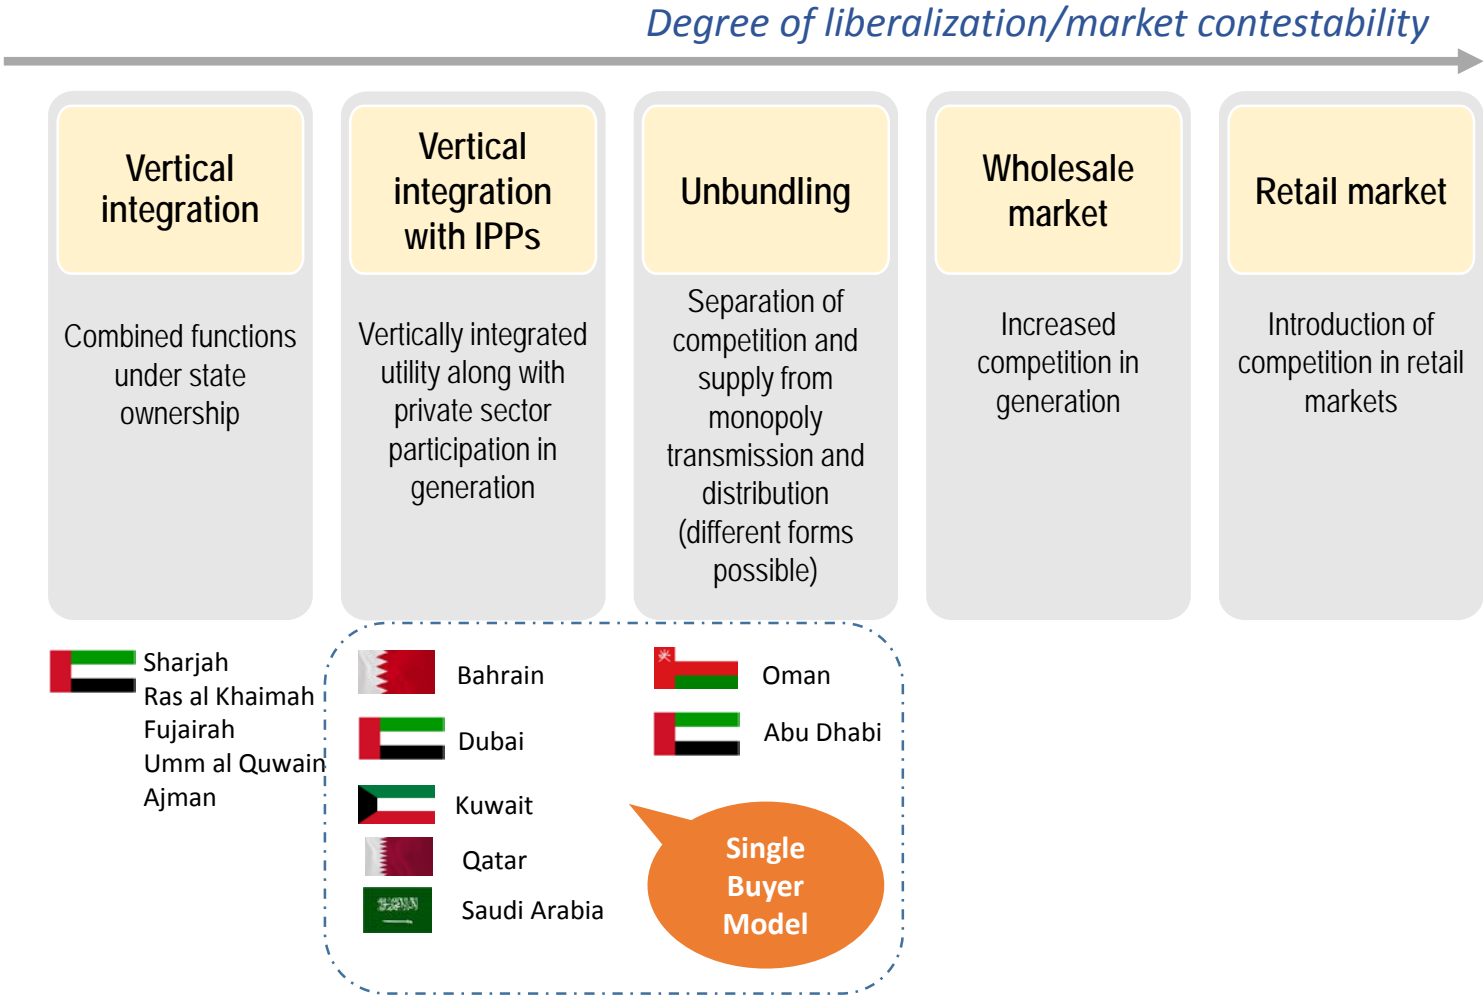 Degree of liberalization/market contestability
Vertical
integration
Combined functions
under state
ownership
Vertical
integration
with IPPs
Vertically integrated
utility along with
private sector
participation in
generation
Unbundling
Separation of
competition and
supply from
monopoly
transmission and
distribution
(different forms
possible)
Wholesale
market
Increased
competition in
generation
Retail market
Introduction of
competition in retail
markets
Sharjah
Ras al Khaimah
Fujairah
Umm al Quwain
Ajman
Bahrain
Dubai
Kuwait
Qatar
Saudi Arabia
Oman
Abu Dhabi
Single
Buyer
Model